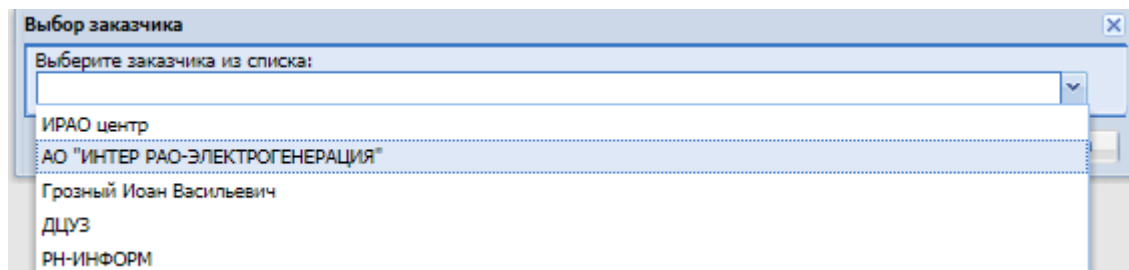 Выбор заказчика
Выберите заказчика из списка:
ИРАО центр
АО "ИНТЕР РАО-ЭЛЕКТРОГЕНЕРАЦИЯ"
Грозный Иоан Васильевич
ДЦУЗ
РН-ИНФОРМ